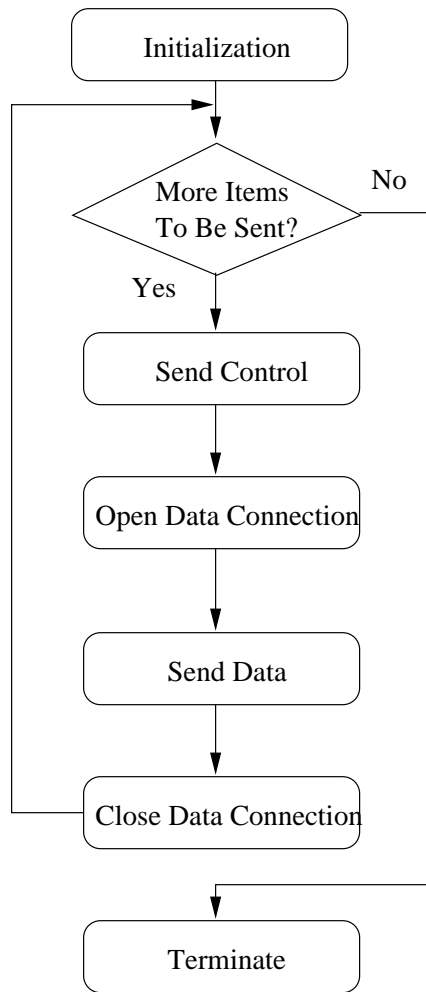 Initialization
More Items
To Be Sent?
No
Yes
Send Control
Open Data Connection
Send Data
Close Data Connection
Terminate